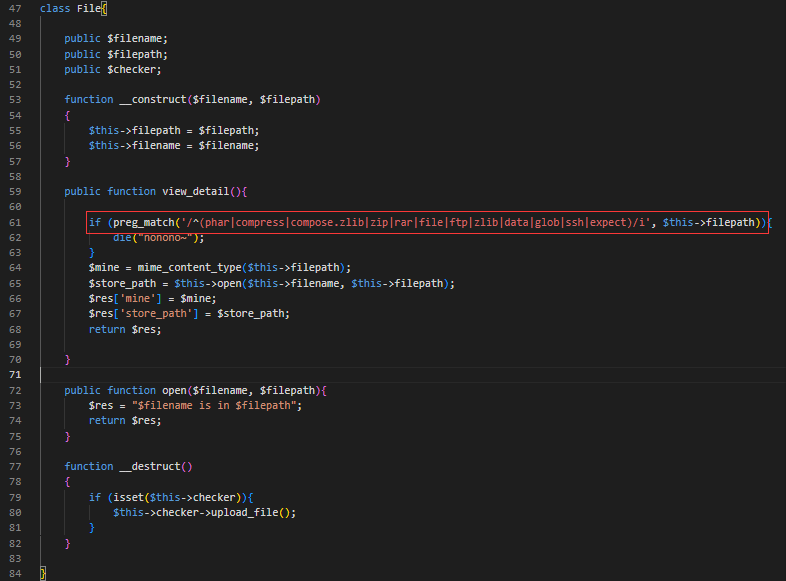 47 class File{
48
49 public $filename;
50 public $filepath;
51 public $checker;
52
53 function __construct($filename, $filepath)
54 {
55 $this->filepath = $filepath;
56 $this->filename = $filename;
57 }
58
59 public function view_detail(){
60
61 if (preg_match('/^(phar|compress|compose.zlib|zip|rar|file|ftp|zlib|data|glob|ssh|expect)/i', $this->filepath)){
62 die("nonono~");
63 }
64 $mine = mime_content_type($this->filepath);
65 $store_path = $this->open($this->filename, $this->filepath);
66 $res['mine'] = $mine;
67 $res['store_path'] = $store_path;
68 return $res;
69
70 }
71
72 public function open($filename, $filepath){
73 $res = "$filename is in $filepath";
74 return $res;
75 }
76
77 function __destruct()
78 {
79 if (isset($this->checker)){
80 $this->checker->upload_file();
81 }
82 }
83
84 }